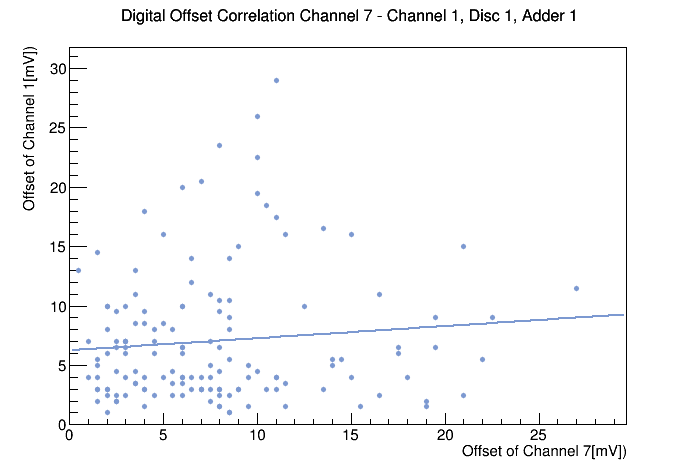 Digital Offset Correlation Channel 7 - Channel 1, Disc 1, Adder 1
Offset of Channel 1[mV])
30
25
20
15
10
5
0
0 5 10 15 20 25
Offset of Channel 7[mV])